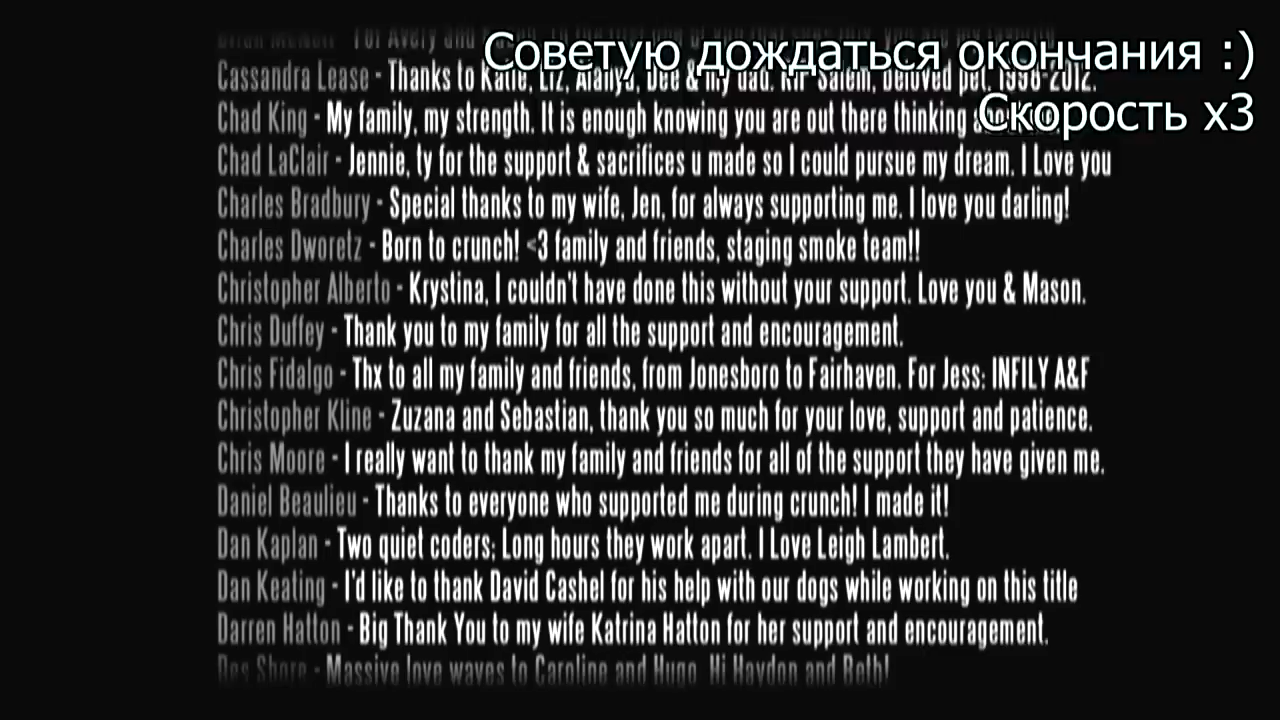 Советую дождаться окончания :)
Скорость x3
For Avery and
Cassandra Lease - Thanks to Katie, Liz, Alanya, Dee & my dad. RIP Salem, beloved pet, 1998-2012.
Chad King - My family, my strength. It is enough knowing you are out there thinking
Chad LaClair - Jennie, ty for the support & sacrifices u made so I could pursue my dream. I Love you
Charles Bradbury - Special thanks to my wife, Jen, for always supporting me. I love you darling!
Charles Dworetz - Born to crunch! <3 family and friends, staging smoke team!!
Christopher Alberto - Krystina, I couldn't have done this without your support. Love you & Mason.
Chris Duffey - Thank you to my family for all the support and encouragement.
Chris Fidalgo - Thx to all my family and friends, from Jonesboro to Fairhaven. For Jess: INFILY A&F
Christopher Kline - Zuzana and Sebastian, thank you so much for your love, support and patience.
Chris Moore - I really want to thank my family and friends for all of the support they have given me.
Daniel Beaulieu - Thanks to everyone who supported me during crunch! I made it!
Dan Kaplan - Two quiet coders; Long hours they work apart. I Love Leigh Lambert.
Dan Keating - I'd like to thank David Cashel for his help with our dogs while working on this title
Darren Hatton - Big Thank You to my wife Katrina Hatton for her support and encouragement.
Des Shore - Massive love waves to Caroline and Hugo. Hi Haydon and Beth!